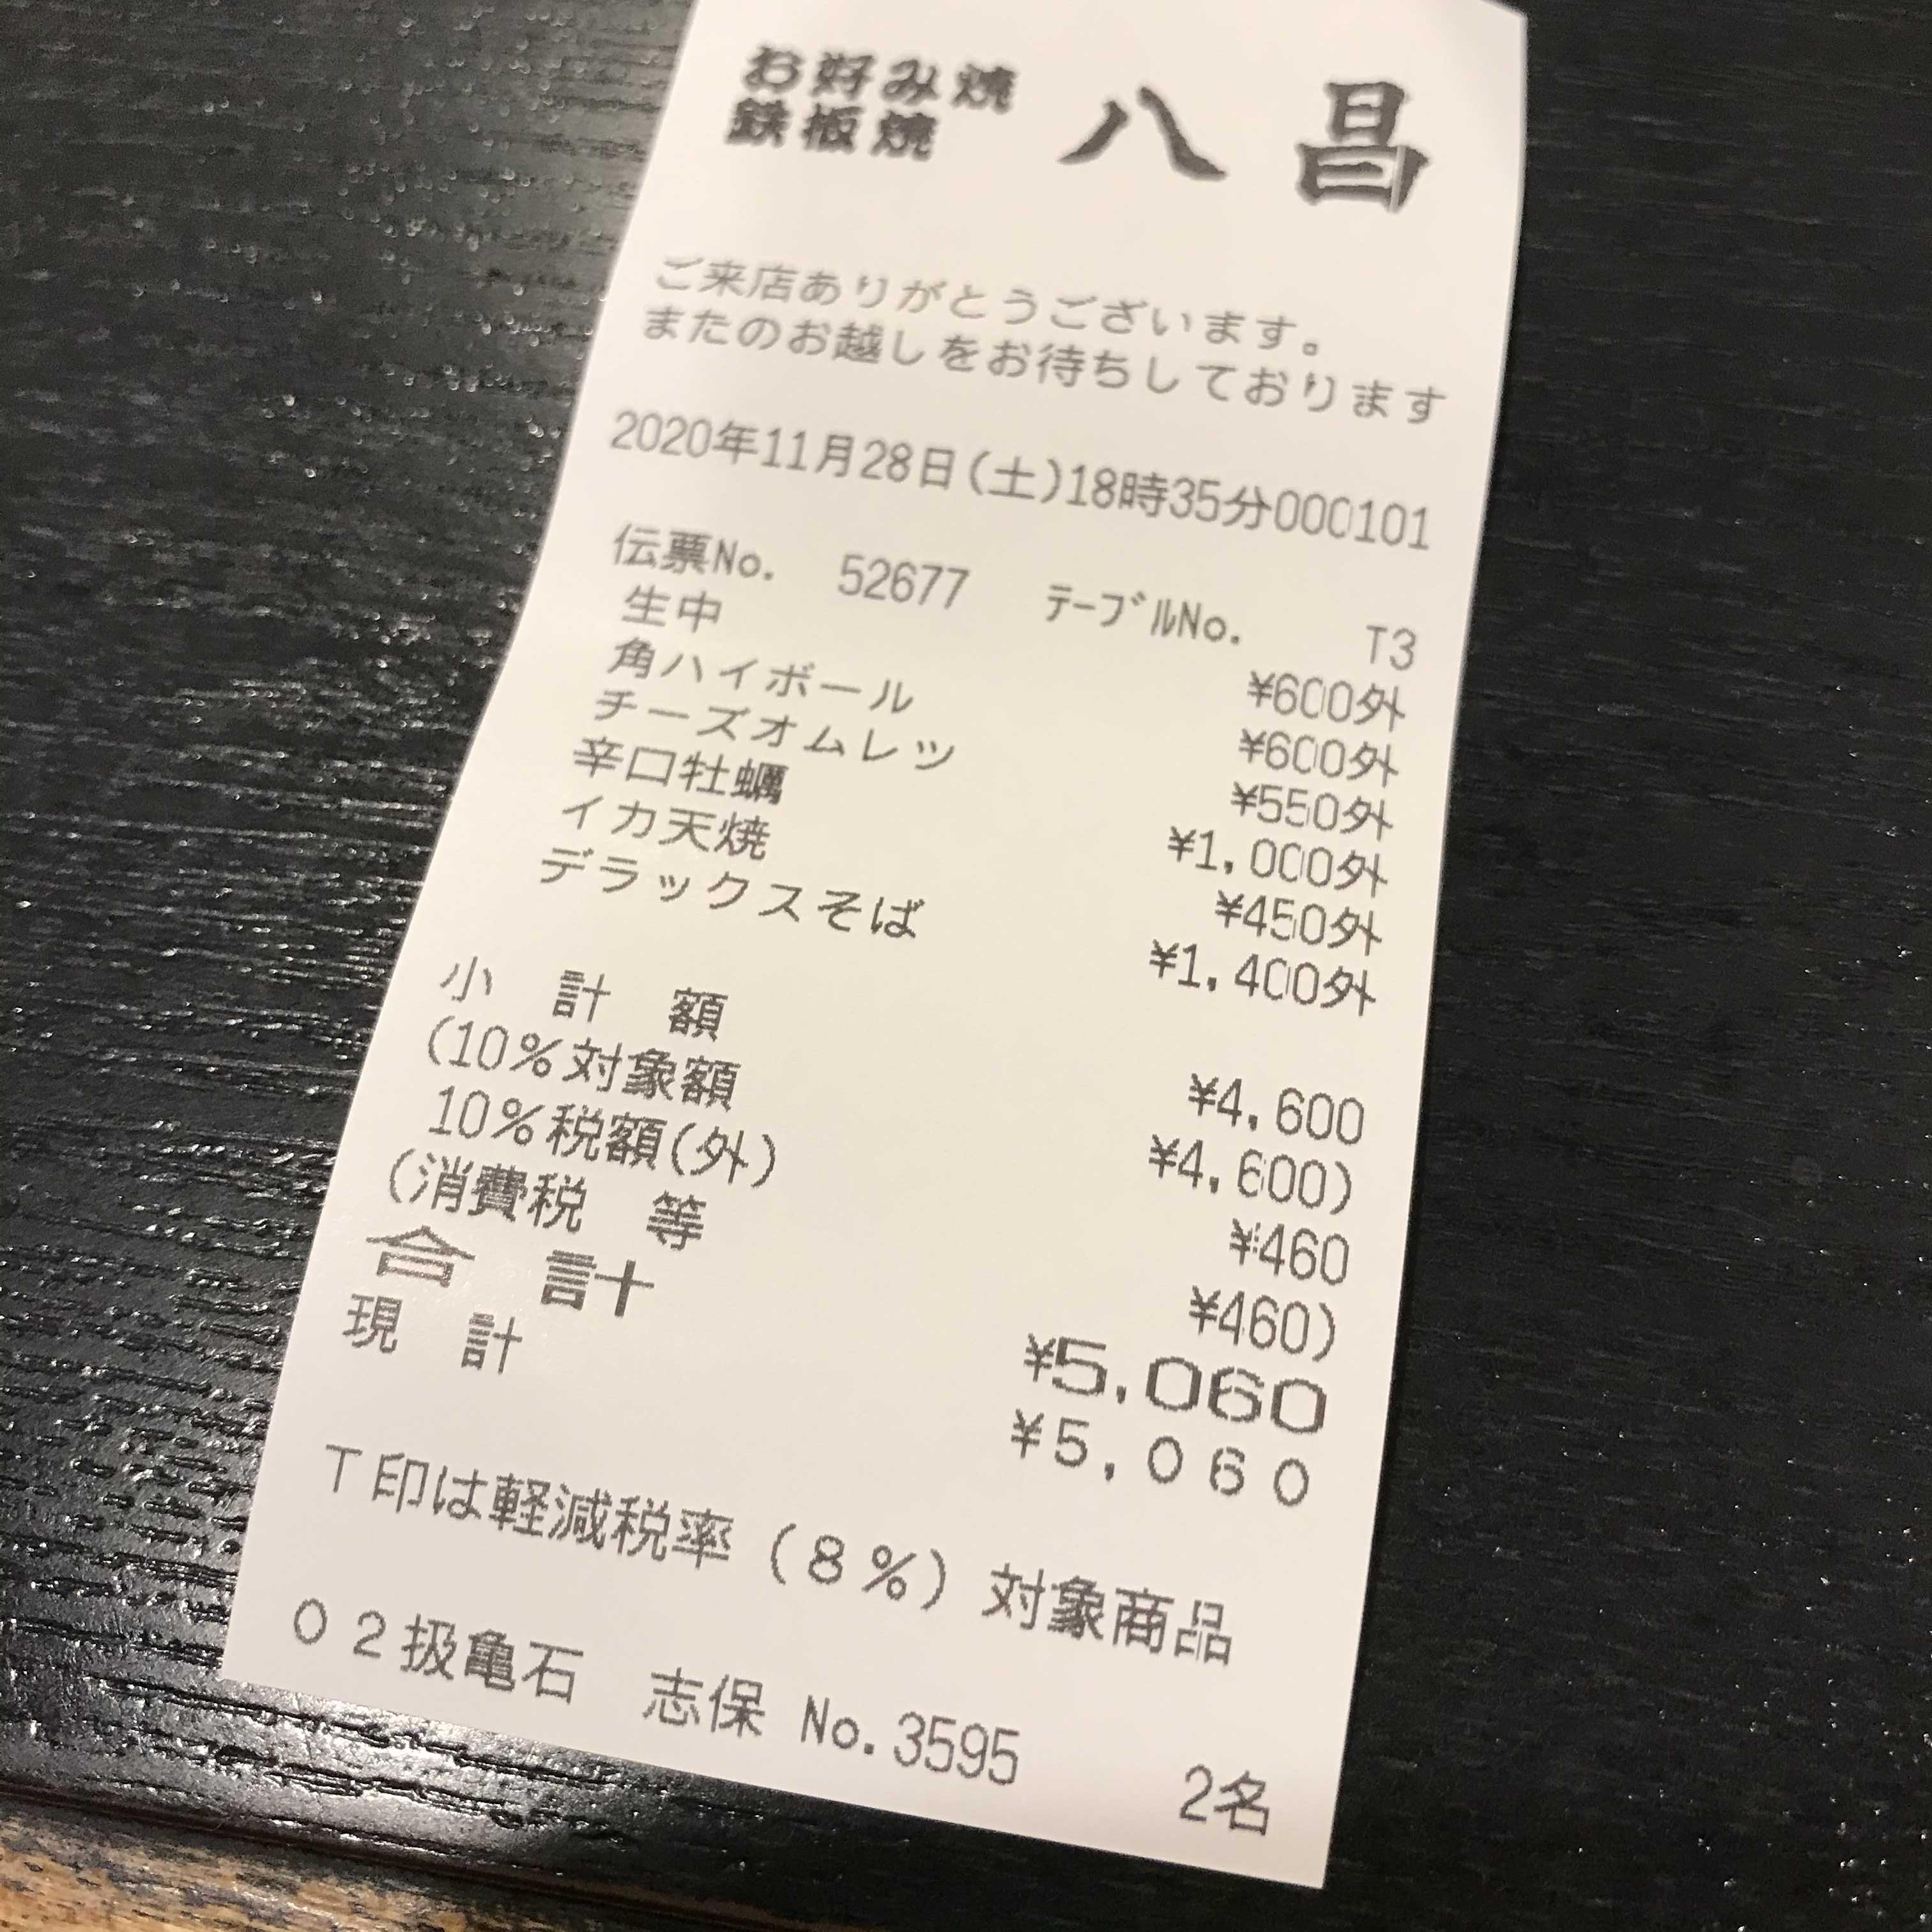 お好み焼 八昌
鉄板焼
ご来店ありがとうございます。
またのお越しをお待ちしております
2020年11月28日(土)18時35分000101
伝票No. 52677 ﾃｰﾌﾞﾙNo. T3
生中 ¥600外
角ハイボール ¥600外
チーズオムレツ ¥550外
辛口牡蠣 ¥1,000外
イカ天焼 ¥450外
デラックスそば ¥1,400外
小計額 ¥4,600
(10%対象額 ¥4,600)
10%税額(外) ¥460
(消費税 等 ¥460)
合計 ¥5,060
現計 ¥5,060
T印は軽減税率(8%)対象商品
02扱亀石 志保 No.3595 2名